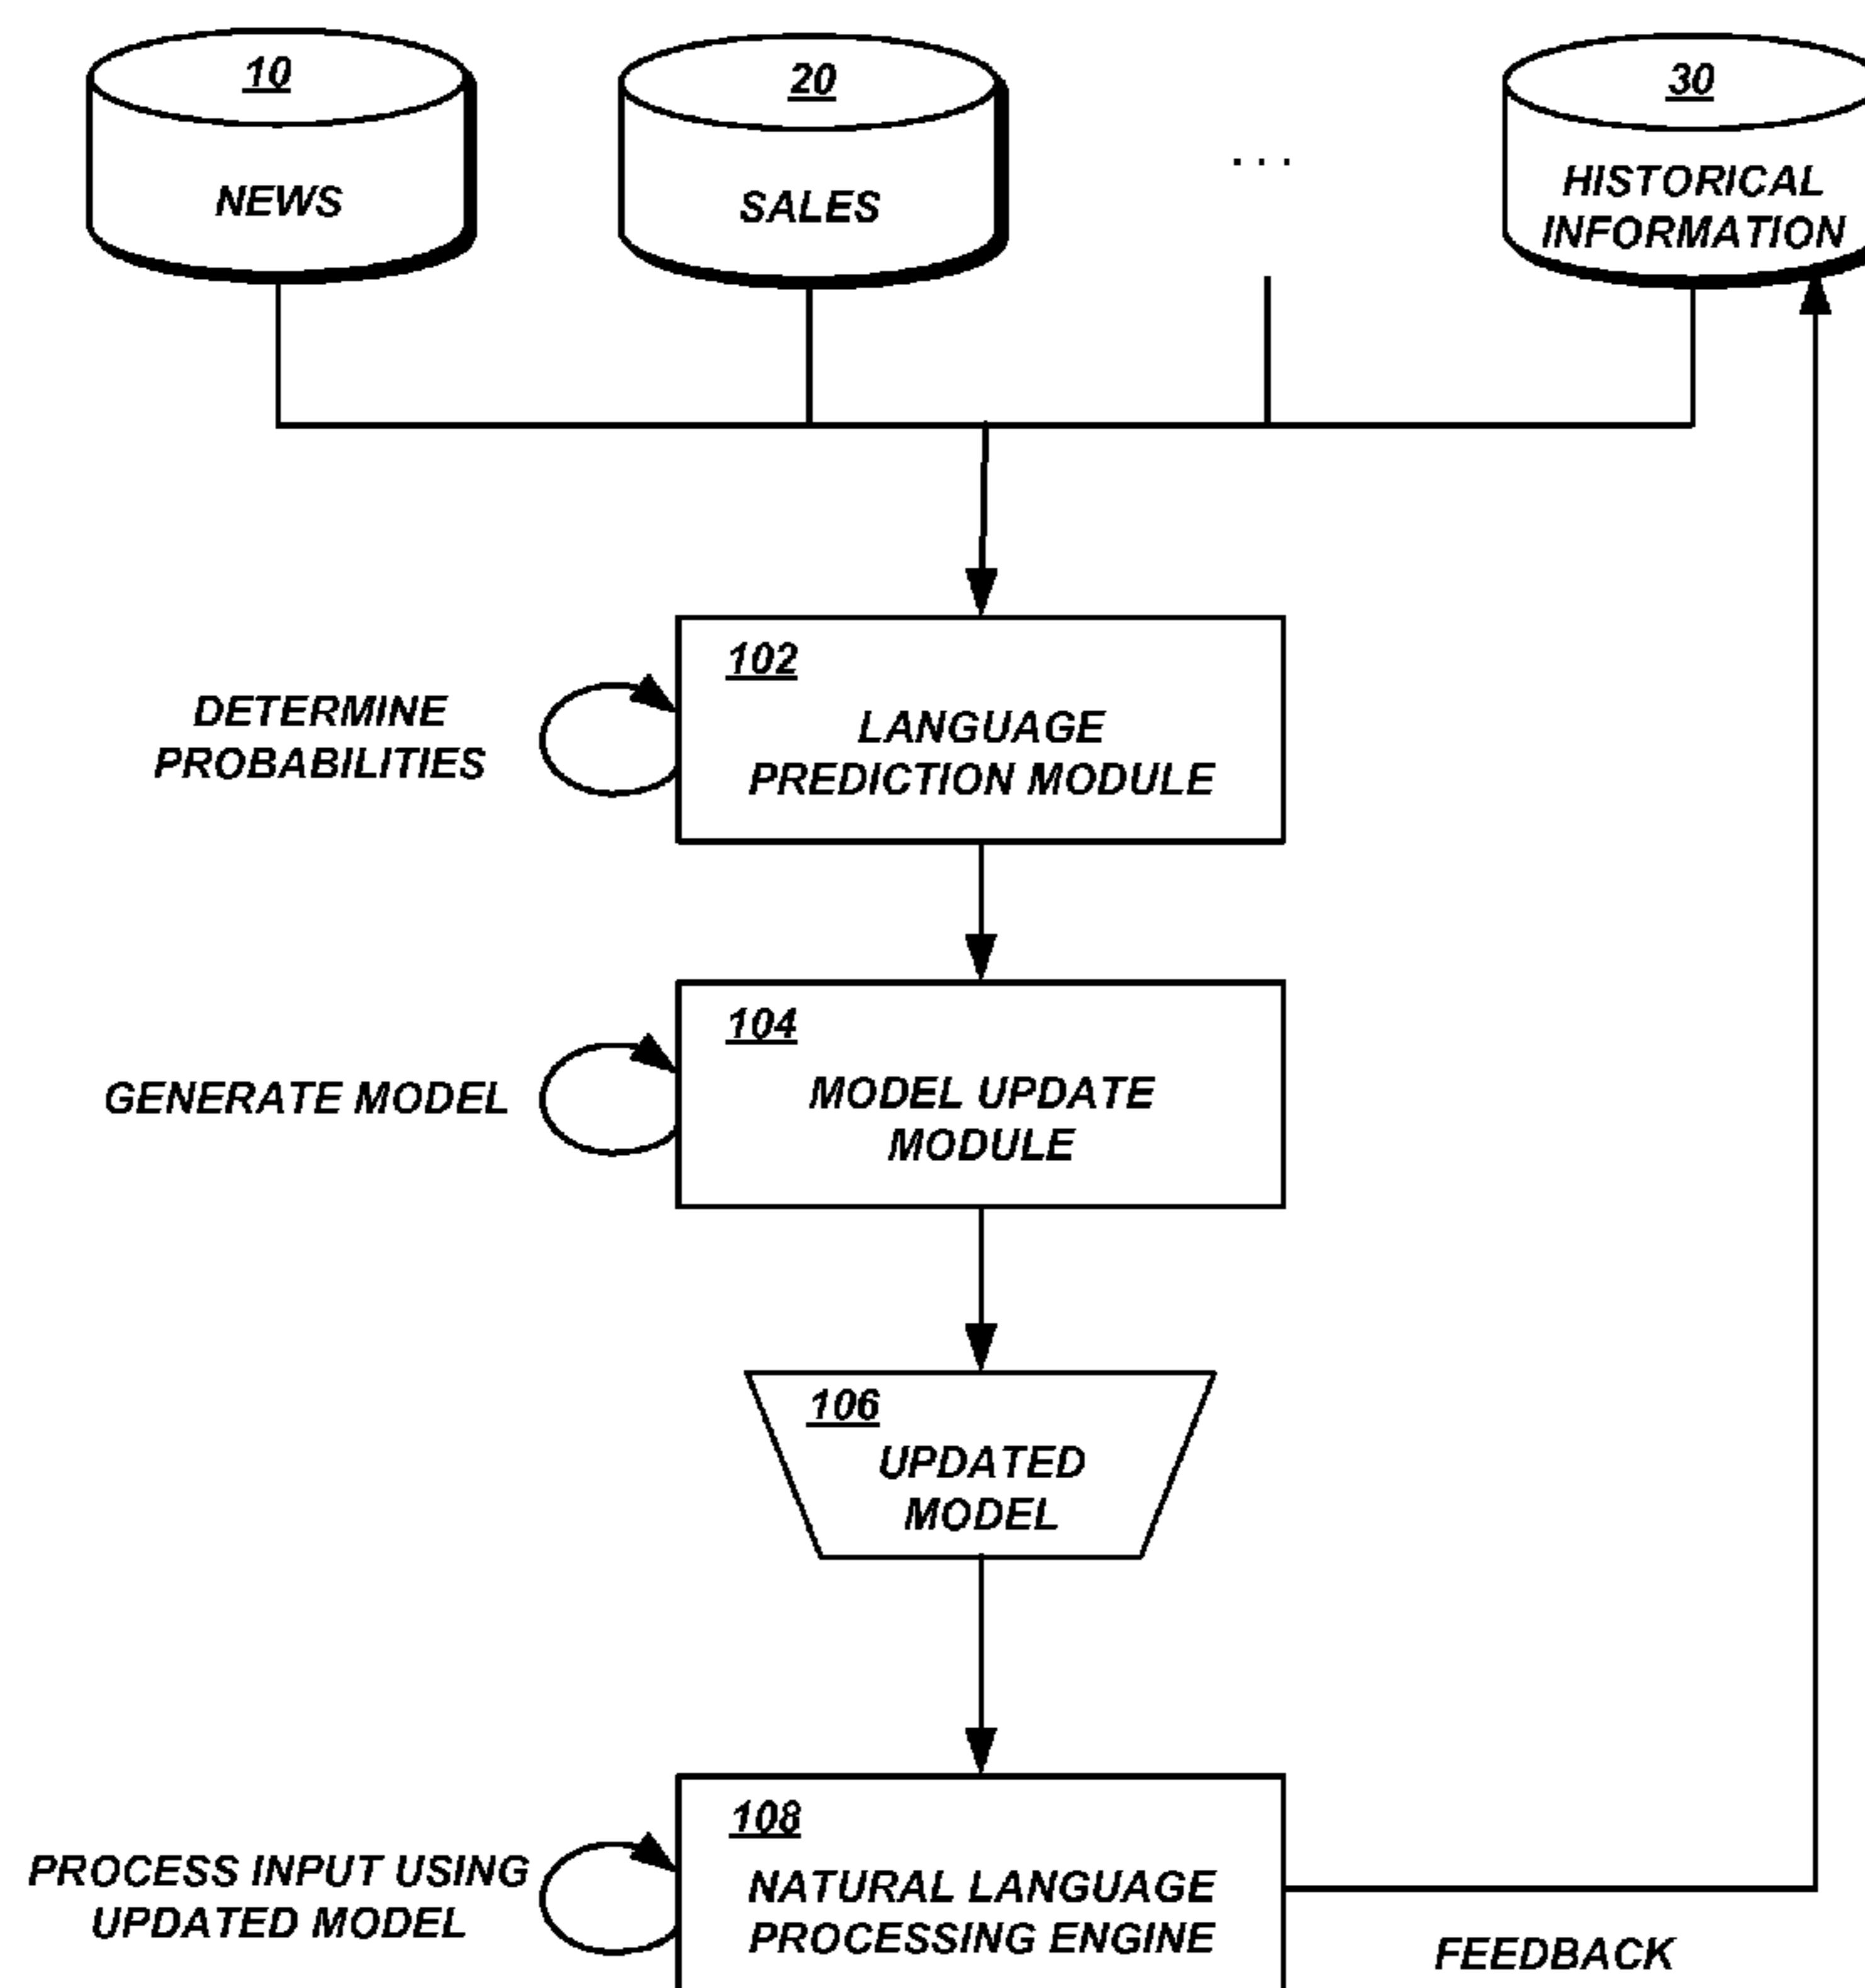 10
NEWS
20
SALES
. . .
30
HISTORICAL
INFORMATION
DETERMINE
PROBABILITIES
102
LANGUAGE
PREDICTION MODULE
GENERATE MODEL
104
MODEL UPDATE
MODULE
106
UPDATED
MODEL
PROCESS INPUT USING
UPDATED MODEL
108
NATURAL LANGUAGE
PROCESSING ENGINE
FEEDBACK